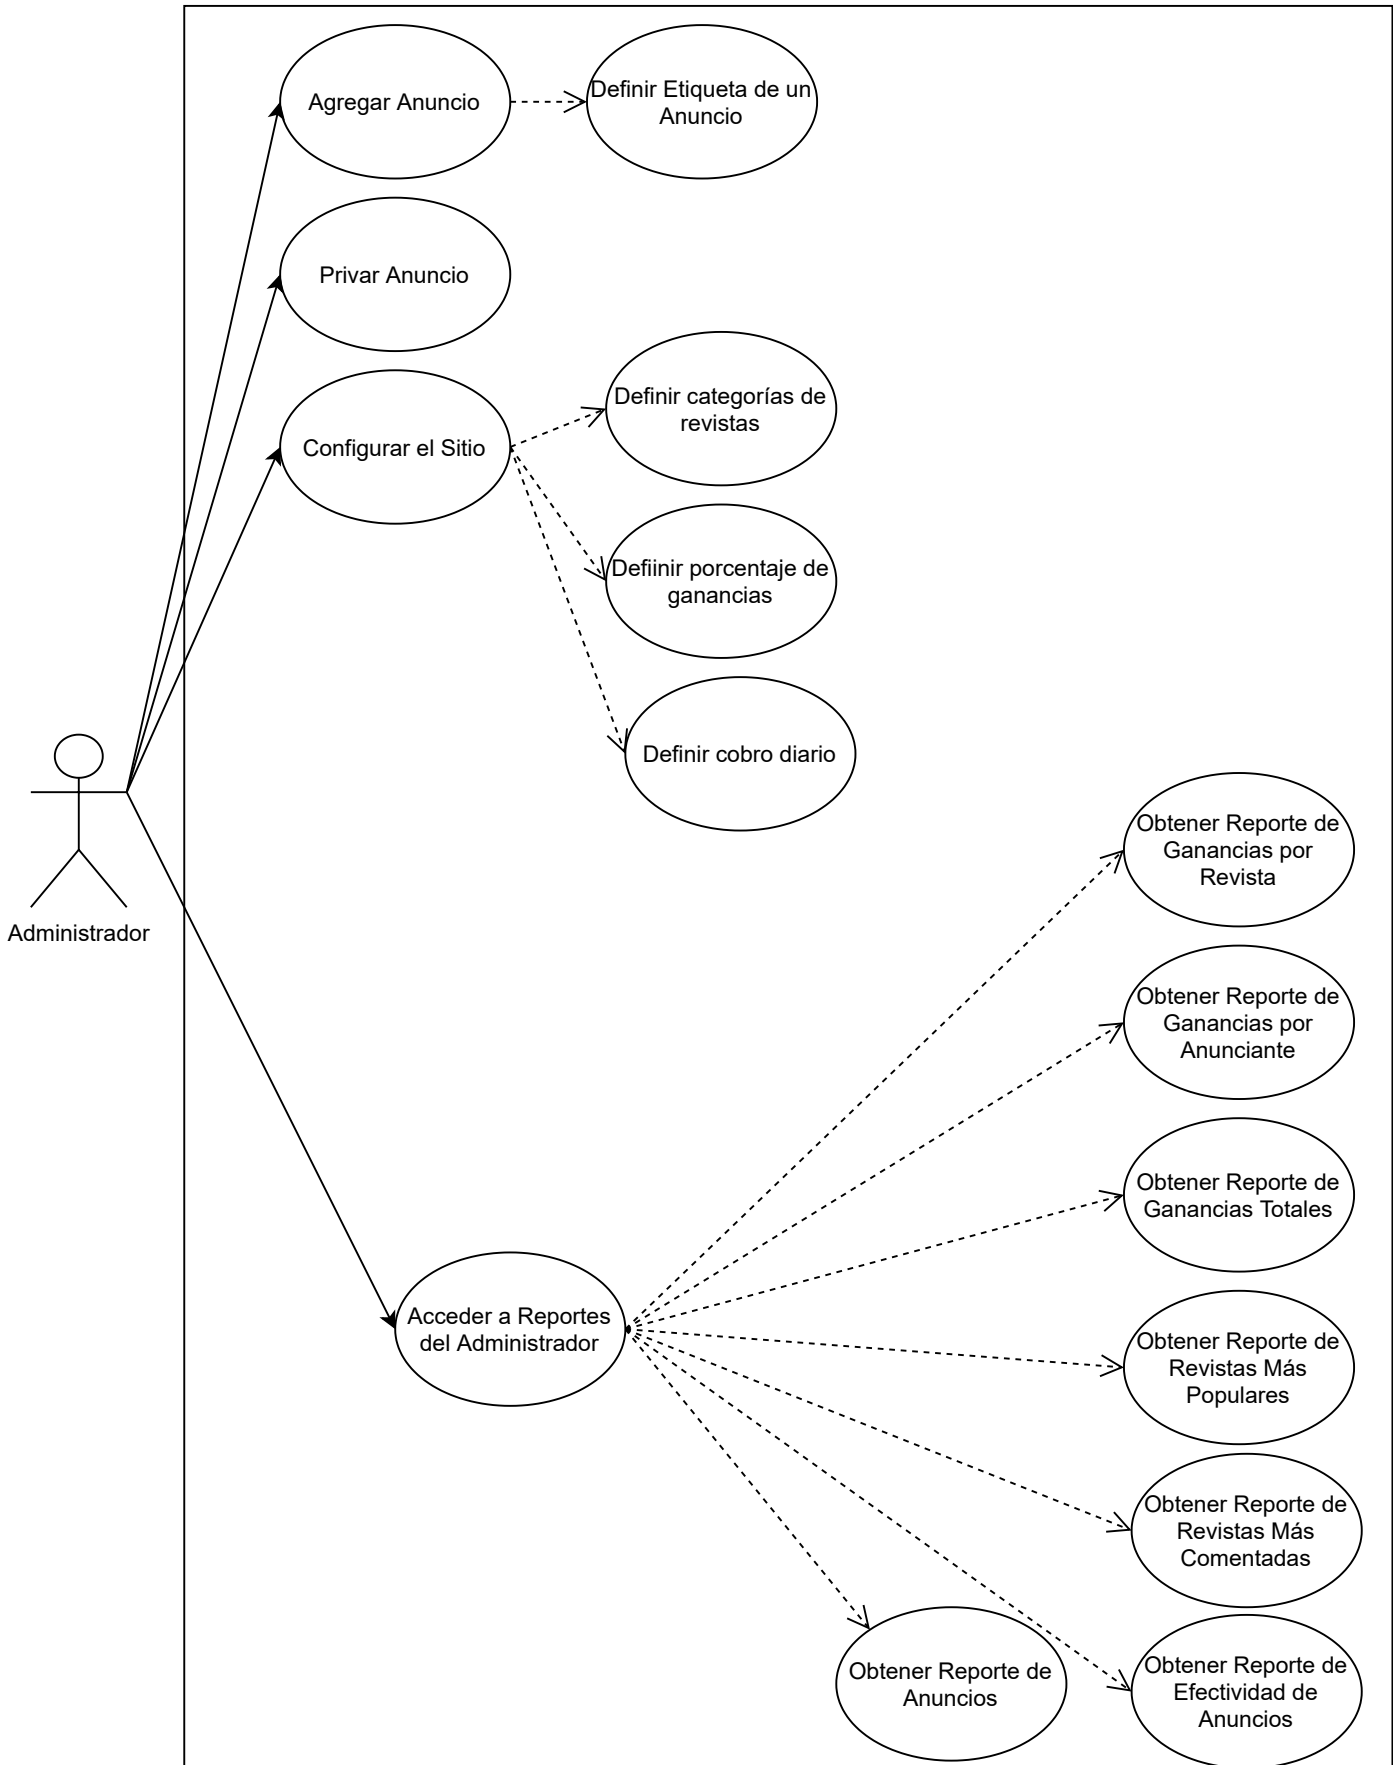 Agregar Anuncio
Definir Etiqueta de un
Anuncio
Privar Anuncio
Configurar el Sitio
Definir categorías de
revistas
Defiinir porcentaje de
ganancias
Definir cobro diario
Administrador
Obtener Reporte de
Ganancias por
Revista
Obtener Reporte de
Ganancias por
Anunciante
Obtener Reporte de
Ganancias Totales
Acceder a Reportes
del Administrador
Obtener Reporte de
Revistas Más
Populares
Obtener Reporte de
Revistas Más
Comentadas
Obtener Reporte de
Anuncios
Obtener Reporte de
Efectividad de
Anuncios